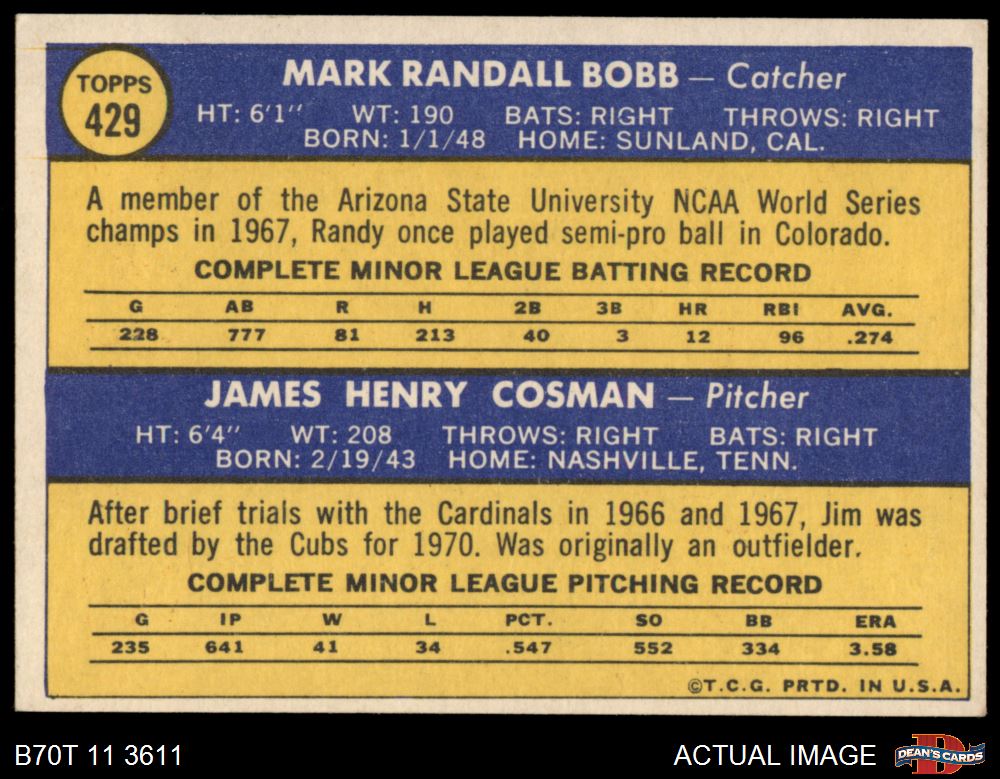 TOPPS
429
MARK RANDALL BOBB — Catcher
HT: 6'1" WT: 190 BATS: RIGHT THROWS: RIGHT
BORN: 1/1/48 HOME: SUNLAND, CAL.
A member of the Arizona State University NCAA World Series
champs in 1967, Randy once played semi-pro ball in Colorado.
COMPLETE MINOR LEAGUE BATTING RECORD
G AB R H 2B 3B HR RBI AVG.
228 777 81 213 40 3 12 96 .274
JAMES HENRY COSMAN — Pitcher
HT: 6'4" WT: 208 THROWS: RIGHT BATS: RIGHT
BORN: 2/19/43 HOME: NASHVILLE, TENN.
After brief trials with the Cardinals in 1966 and 1967, Jim was
drafted by the Cubs for 1970. Was originally an outfielder.
COMPLETE MINOR LEAGUE PITCHING RECORD
G IP W L PCT. SO BB ERA
235 641 41 34 .547 552 334 3.58
©T.C.G. PRTD. IN U.S.A.
B70T 11 3611 ACTUAL IMAGE
DEAN'S CARDS